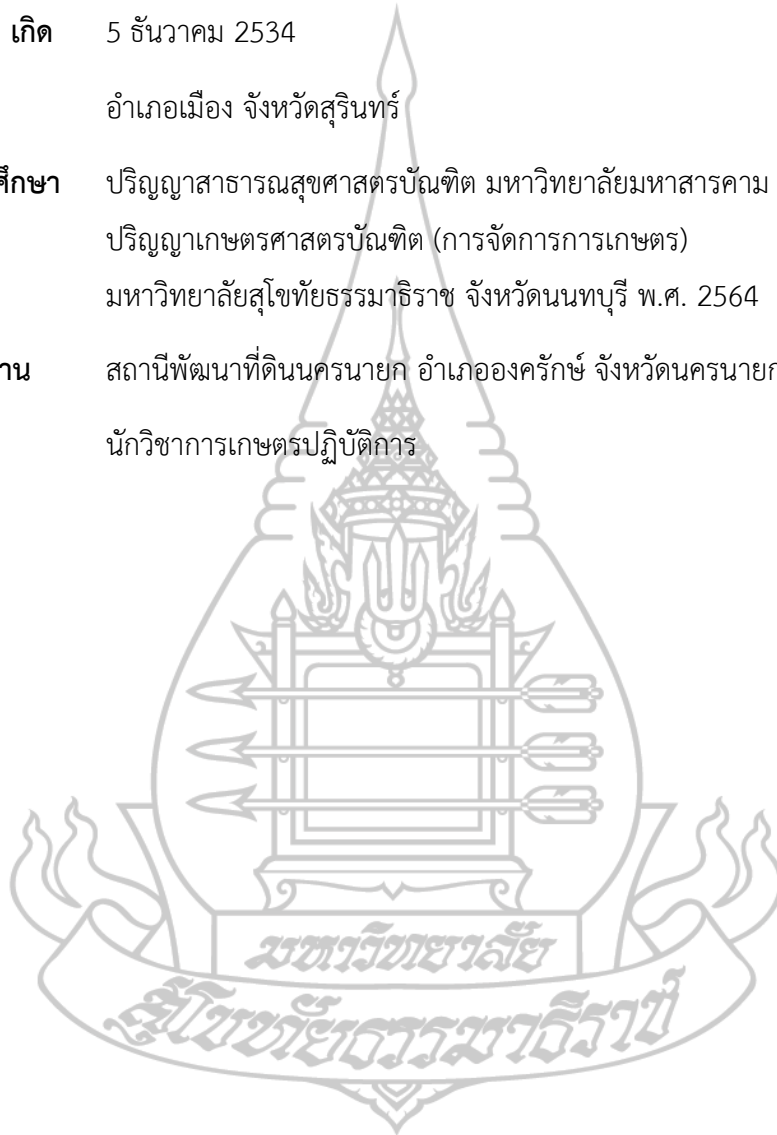 เกิด 5 ธันวาคม 2534
อำเภอเมือง จังหวัดสุรินทร์
ศึกษา ปริญญาสาธารณสุขศาสตรบัณฑิต มหาวิทยาลัยมหาสารคาม
ปริญญาเกษตรศาสตรบัณฑิต (การจัดการการเกษตร)
มหาวิทยาลัยสุโขทัยธรรมาธิราช จังหวัดนนทบุรี พ.ศ. 2564
าน สถานีพัฒนาที่ดินนครนายก อำเภอองครักษ์ จังหวัดนครนายก
นักวิชาการเกษตรปฏิบัติการ
มหาวิทยาลัย
สุโขทัยธรรมาธิราช